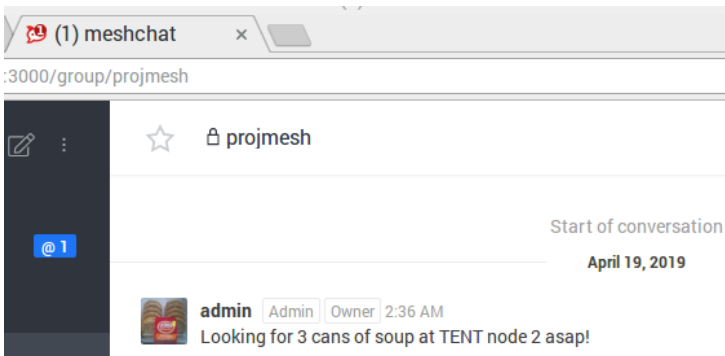 (1) meshchat ×
:3000/group/projmesh
projmesh
@ 1
Start of conversation
April 19, 2019
admin Admin Owner 2:36 AM
Looking for 3 cans of soup at TENT node 2 asap!